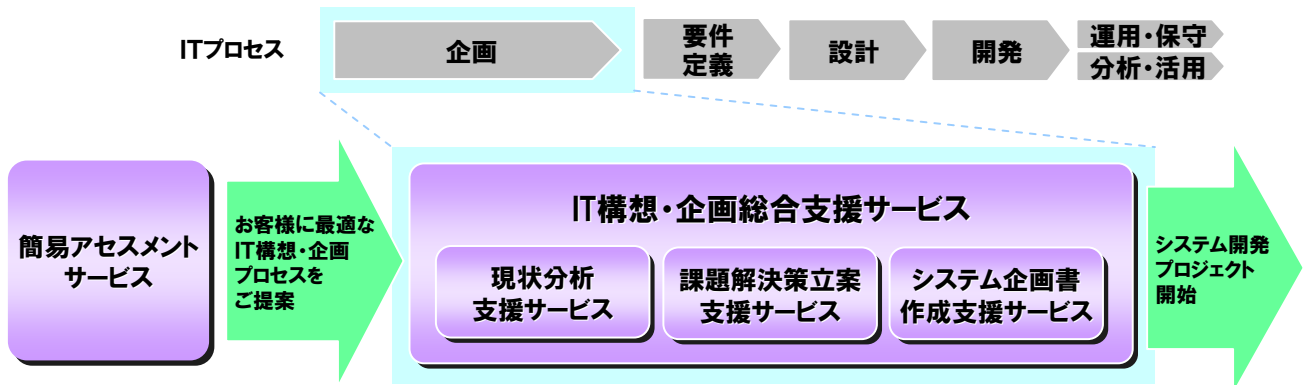 ITプロセス
企画
要件
定義
設計
開発
運用・保守
分析・活用
簡易アセスメント
サービス
お客様に最適な
IT構想・企画
プロセスを
ご提案
IT構想・企画総合支援サービス
現状分析
支援サービス
課題解決策立案
支援サービス
システム企画書
作成支援サービス
システム開発
プロジェクト
開始